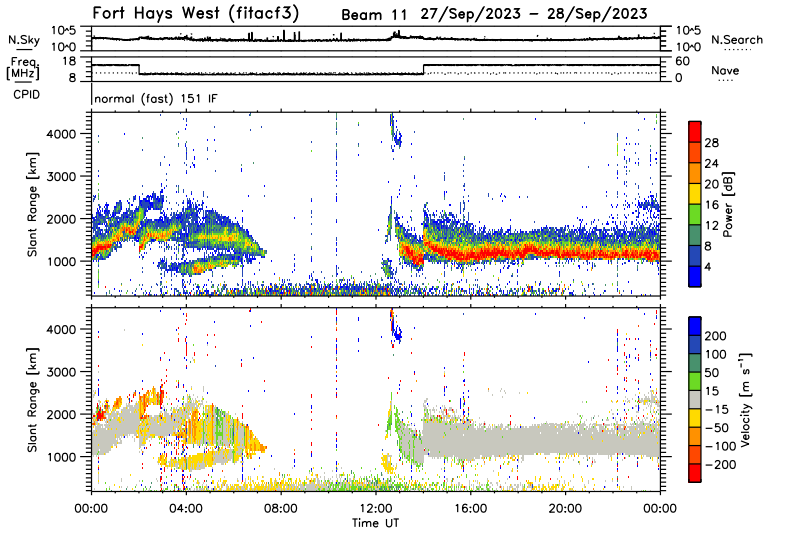 Fort Hays West (fitacf3) Beam 11 27/Sep/2023 − 28/Sep/2023
N.Sky 10^5 10^0 10^5 10^0 N.Search
Freq. [MHz] 18 8 60 0 Nave
CPID normal (fast) 151 IF
Slant Range [km] 4000 3000 2000 1000
Power [dB] 28 24 20 16 12 8 4
Slant Range [km] 4000 3000 2000 1000
Velocity [m s⁻¹] 200 100 50 15 −15 −50 −100 −200
00:00 04:00 08:00 12:00 16:00 20:00 00:00
Time UT